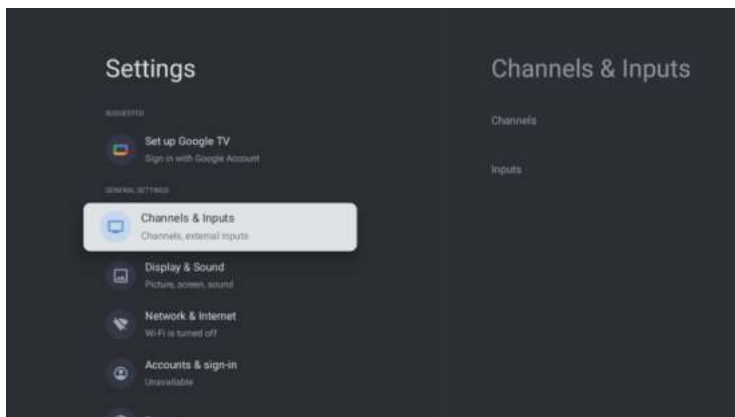 Settings
SUGGESTED
Set up Google TV
Sign in with Google Account
GENERAL SETTINGS
Channels & Inputs
Channels, external inputs
Display & Sound
Picture, screen, sound
Network & Internet
Wi-Fi is turned off
Accounts & sign-in
Unavailable
Channels & Inputs
Channels
Inputs